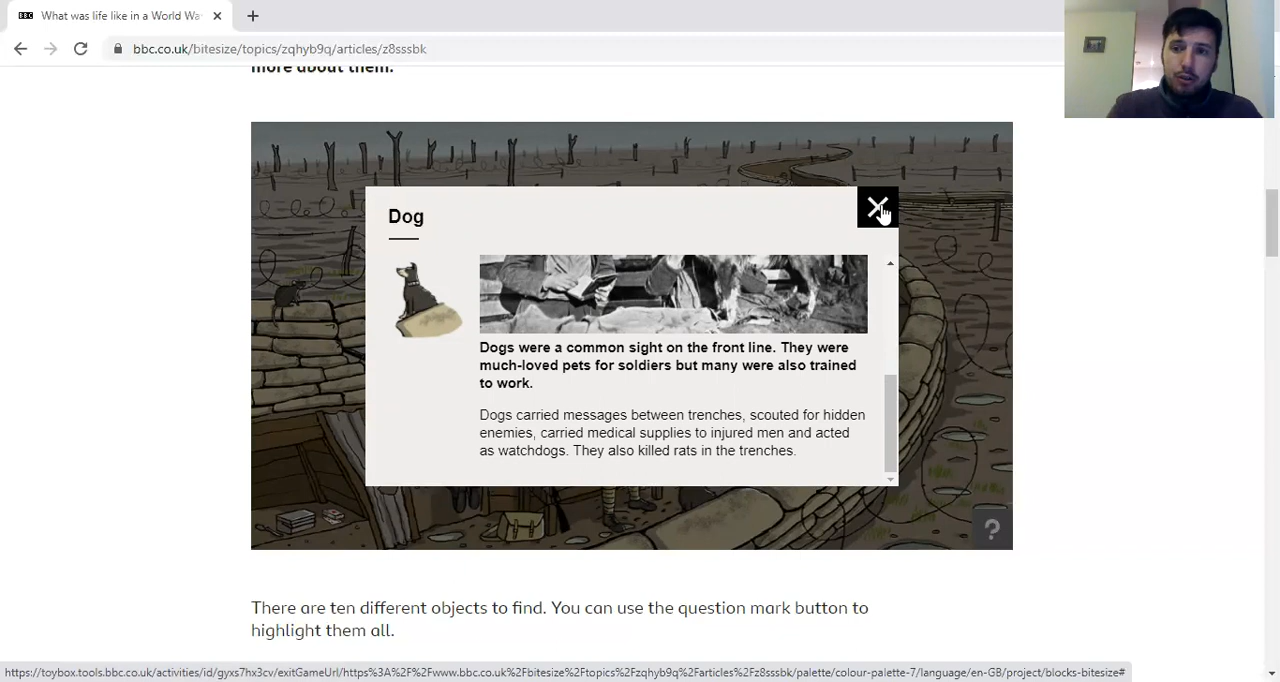 BBC What was life like in a World Wa
bbc.co.uk/bitesize/topics/zqhyb9q/articles/z8sssbk
more about them.
Dog
Dogs were a common sight on the front line. They were
much-loved pets for soldiers but many were also trained
to work.
Dogs carried messages between trenches, scouted for hidden
enemies, carried medical supplies to injured men and acted
as watchdogs. They also killed rats in the trenches.
?
There are ten different objects to find. You can use the question mark button to
highlight them all.
https://toybox.tools.bbc.co.uk/activities/id/gyxs7hx3cv/exitGameUrl/https%3A%2F%2Fwww.bbc.co.uk%2Fbitesize%2Ftopics%2Fzqhyb9q%2Farticles%2Fz8sssbk/palette/colour-palette-7/language/en-GB/project/blocks-bitesize#